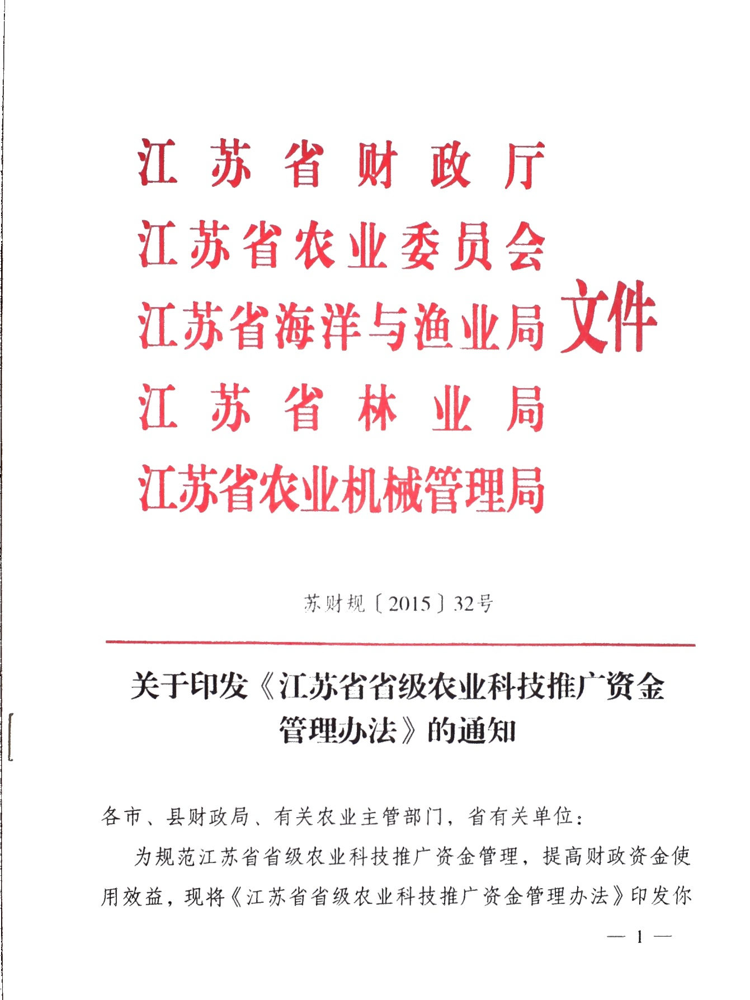 江苏省财政厅
江苏省农业委员会
江苏省海洋与渔业局
文件
江苏省林业局
江苏省农业机械管理局
苏财规〔2015〕32号
关于印发《江苏省省级农业科技推广资金
管理办法》的通知
各市、县财政局、有关农业主管部门，省有关单位：
为规范江苏省省级农业科技推广资金管理，提高财政资金使
用效益，现将《江苏省省级农业科技推广资金管理办法》印发你
— 1 —